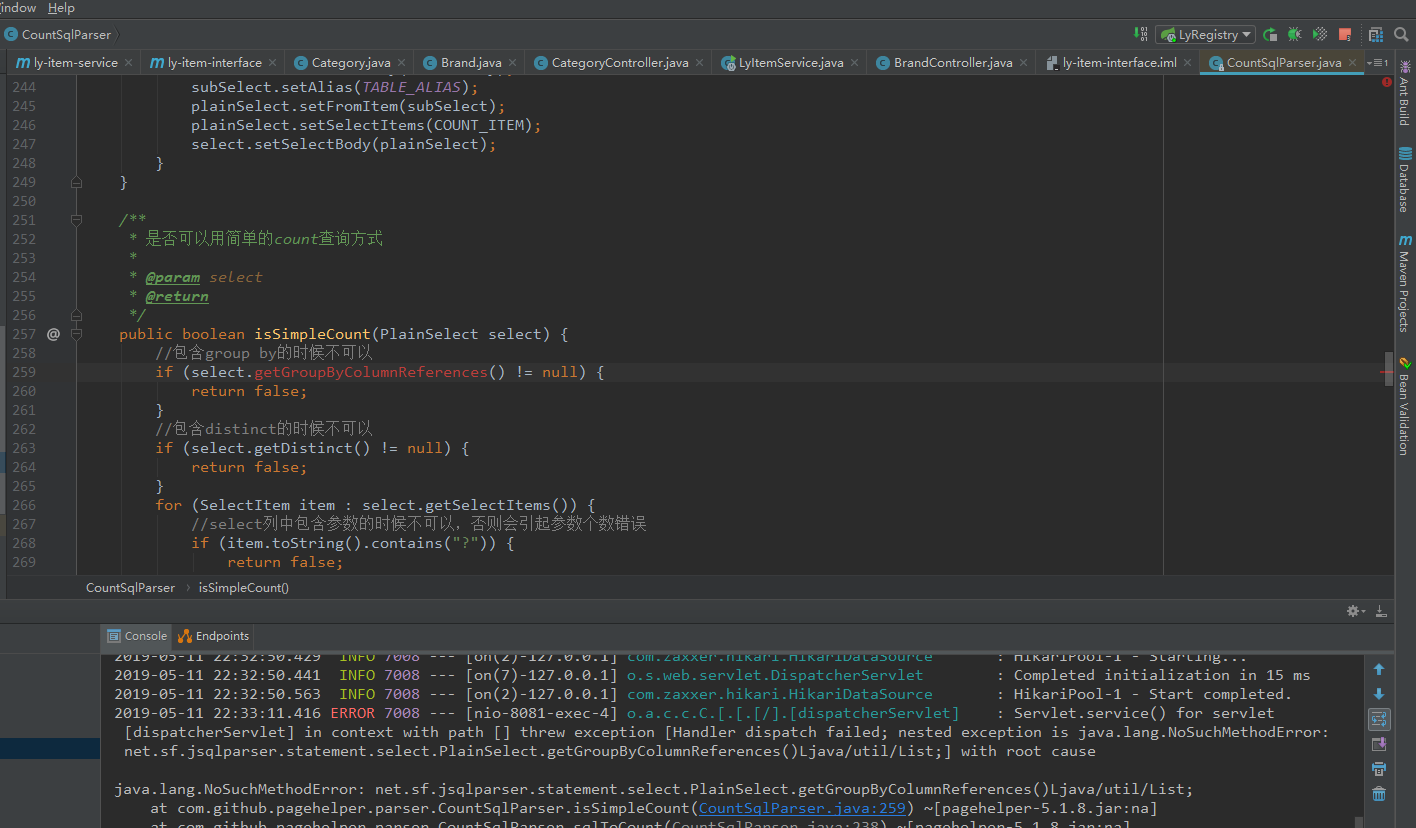 indow Help
CountSqlParser
LyRegistry
ly-item-service
ly-item-interface
Category.java
Brand.java
CategoryController.java
LyItemService.java
BrandController.java
ly-item-interface.iml
CountSqlParser.java
244 subSelect.setAlias(TABLE_ALIAS);
245 plainSelect.setFromItem(subSelect);
246 plainSelect.setSelectItems(COUNT_ITEM);
247 select.setSelectBody(plainSelect);
248 }
249 }
250
251 /**
252 * 是否可以用简单的count查询方式
253 *
254 * @param select
255 * @return
256 */
257 @ public boolean isSimpleCount(PlainSelect select) {
258 //包含group by的时候不可以
259 if (select.getGroupByColumnReferences() != null) {
260 return false;
261 }
262 //包含distinct的时候不可以
263 if (select.getDistinct() != null) {
264 return false;
265 }
266 for (SelectItem item : select.getSelectItems()) {
267 //select列中包含参数的时候不可以，否则会引起参数个数错误
268 if (item.toString().contains("?")) {
269 return false;
Ant Build
Database
Maven Projects
Bean Validation
CountSqlParser › isSimpleCount()
Console Endpoints
2019-05-11 22:32:50.429 INFO 7008 --- [on(2)-127.0.0.1] com.zaxxer.hikari.HikariDataSource : HikariPool-1 - Starting...
2019-05-11 22:32:50.441 INFO 7008 --- [on(7)-127.0.0.1] o.s.web.servlet.DispatcherServlet : Completed initialization in 15 ms
2019-05-11 22:32:50.563 INFO 7008 --- [on(2)-127.0.0.1] com.zaxxer.hikari.HikariDataSource : HikariPool-1 - Start completed.
2019-05-11 22:33:11.416 ERROR 7008 --- [nio-8081-exec-4] o.a.c.c.C.[.[.[/].[dispatcherServlet] : Servlet.service() for servlet
[dispatcherServlet] in context with path [] threw exception [Handler dispatch failed; nested exception is java.lang.NoSuchMethodError:
net.sf.jsqlparser.statement.select.PlainSelect.getGroupByColumnReferences()Ljava/util/List;] with root cause
java.lang.NoSuchMethodError: net.sf.jsqlparser.statement.select.PlainSelect.getGroupByColumnReferences()Ljava/util/List;
at com.github.pagehelper.parser.CountSqlParser.isSimpleCount(CountSqlParser.java:259) ~[pagehelper-5.1.8.jar:na]
at com.github.pagehelper.parser.CountSqlParser.sqlToCount(CountSqlParser.java:238) ~[pagehelper-5.1.8.jar:na]